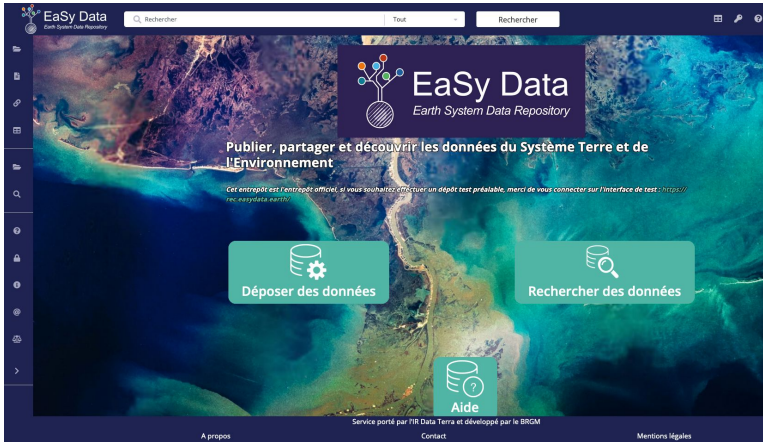 EaSy Data
Earth System Data Repository
Rechercher
Tout
Rechercher
EaSy Data
Earth System Data Repository
Publier, partager et découvrir les données du Système Terre et de
l'Environnement
Cet entrepôt est l'entrepôt officiel, si vous souhaitez effectuer un dépôt test préalable, merci de vous connecter sur l'interface de test : https://
rec.easydata.earth/
Déposer des données
Rechercher des données
Aide
Service porté par l'IR Data Terra et développé par le BRGM
A propos
Contact
Mentions légales